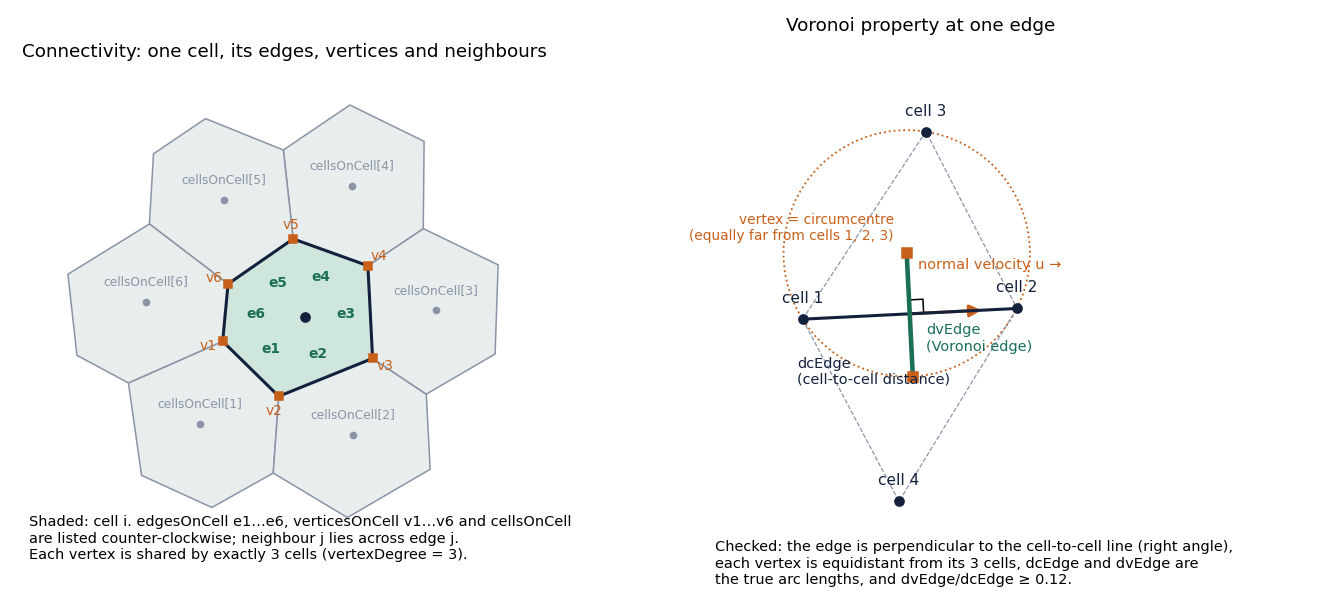 Connectivity: one cell, its edges, vertices and neighbours
cellsOnCell[5]
cellsOnCell[4]
v5
v4
v6
e5
e4
cellsOnCell[6]
cellsOnCell[3]
e6
e3
v1
e1
e2
v3
cellsOnCell[1]
v2
cellsOnCell[2]
Shaded: cell i. edgesOnCell e1…e6, verticesOnCell v1…v6 and cellsOnCell
are listed counter-clockwise; neighbour j lies across edge j.
Each vertex is shared by exactly 3 cells (vertexDegree = 3).
Voronoi property at one edge
cell 3
vertex = circumcentre
(equally far from cells 1, 2, 3)
normal velocity u →
cell 2
cell 1
dvEdge
(Voronoi edge)
dcEdge
(cell-to-cell distance)
cell 4
Checked: the edge is perpendicular to the cell-to-cell line (right angle),
each vertex is equidistant from its 3 cells, dcEdge and dvEdge are
the true arc lengths, and dvEdge/dcEdge ≥ 0.12.